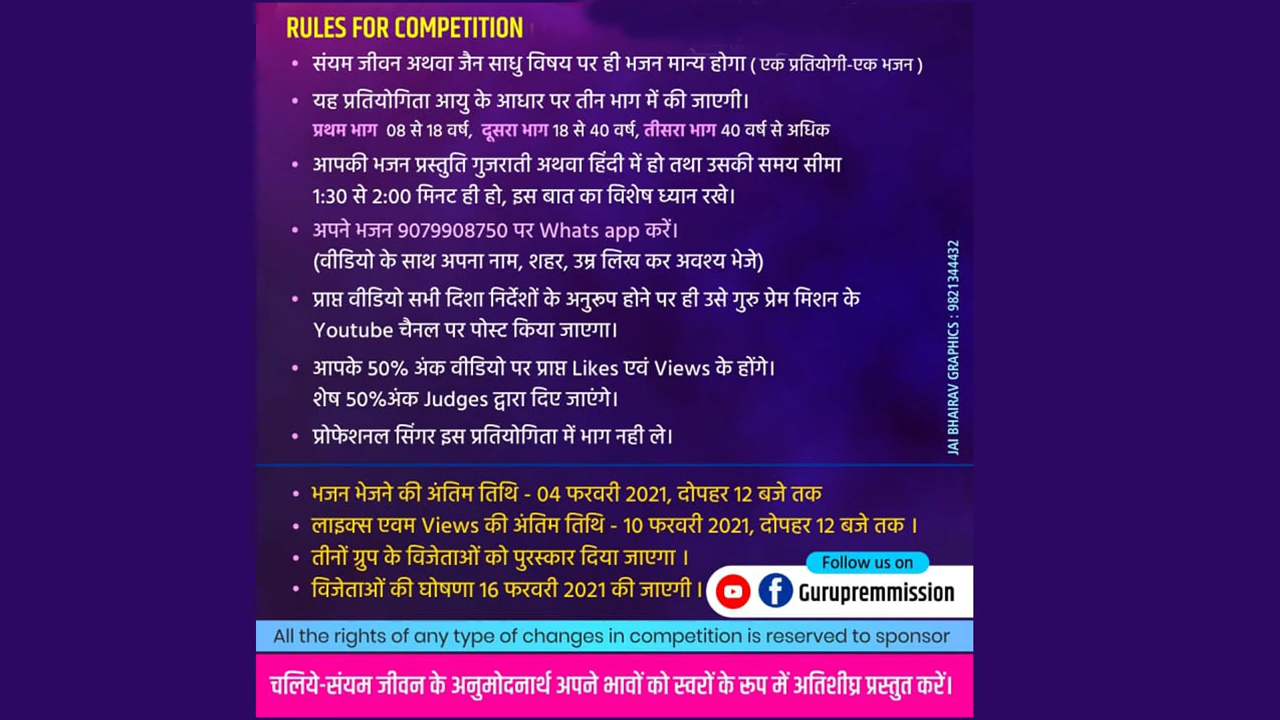 RULES FOR COMPETITION
• संयम जीवन अथवा जैन साधु विषय पर ही भजन मान्य होगा ( एक प्रतियोगी-एक भजन )
• यह प्रतियोगिता आयु के आधार पर तीन भाग में की जाएगी।
प्रथम भाग 08 से 18 वर्ष, दूसरा भाग 18 से 40 वर्ष, तीसरा भाग 40 वर्ष से अधिक
• आपकी भजन प्रस्तुति गुजराती अथवा हिंदी में हो तथा उसकी समय सीमा
1:30 से 2:00 मिनट ही हो, इस बात का विशेष ध्यान रखे।
• अपने भजन 9079908750 पर Whats app करें।
(वीडियो के साथ अपना नाम, शहर, उम्र लिख कर अवश्य भेजे)
• प्राप्त वीडियो सभी दिशा निर्देशों के अनुरूप होने पर ही उसे गुरु प्रेम मिशन के
Youtube चैनल पर पोस्ट किया जाएगा।
• आपके 50% अंक वीडियो पर प्राप्त Likes एवं Views के होंगे।
शेष 50%अंक Judges द्वारा दिए जाएंगे।
• प्रोफेशनल सिंगर इस प्रतियोगिता में भाग नही ले।
JAI BHAIRAV GRAPHICS : 9821344432
• भजन भेजने की अंतिम तिथि - 04 फरवरी 2021, दोपहर 12 बजे तक
• लाइक्स एवम Views की अंतिम तिथि - 10 फरवरी 2021, दोपहर 12 बजे तक ।
• तीनों ग्रुप के विजेताओं को पुरस्कार दिया जाएगा ।
• विजेताओं की घोषणा 16 फरवरी 2021 की जाएगी ।
Follow us on
Gurupremmission
All the rights of any type of changes in competition is reserved to sponsor
चलिये-संयम जीवन के अनुमोदनार्थ अपने भावों को स्वरों के रूप में अतिशीघ्र प्रस्तुत करें।